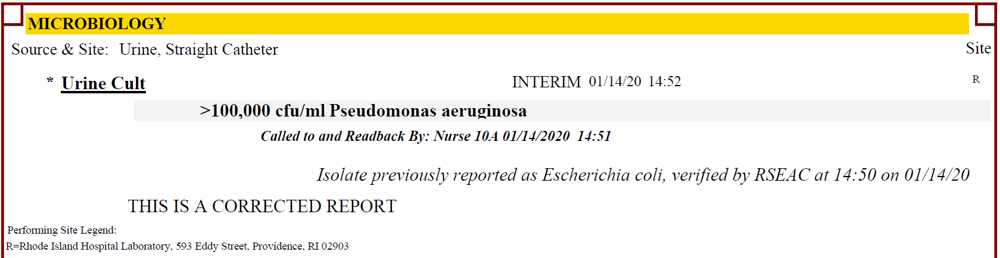 MICROBIOLOGY
Source & Site: Urine, Straight Catheter Site
* Urine Cult INTERIM 01/14/20 14:52 R
>100,000 cfu/ml Pseudomonas aeruginosa
Called to and Readback By: Nurse 10A 01/14/2020 14:51
Isolate previously reported as Escherichia coli, verified by RSEAC at 14:50 on 01/14/20
THIS IS A CORRECTED REPORT
Performing Site Legend:
R=Rhode Island Hospital Laboratory, 593 Eddy Street, Providence, RI 02903